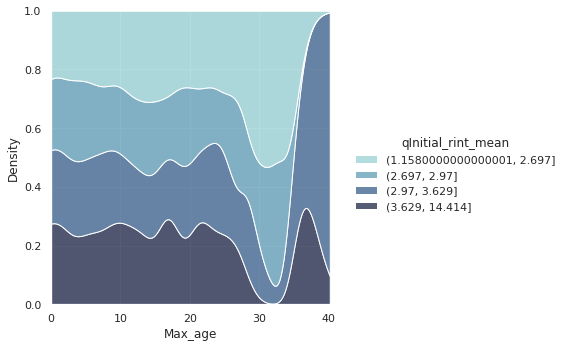 1.0
0.8
0.6
0.4
0.2
0.0
Density
0 10 20 30 40
Max_age
qInitial_rint_mean
(1.1580000000000001, 2.697]
(2.697, 2.97]
(2.97, 3.629]
(3.629, 14.414]